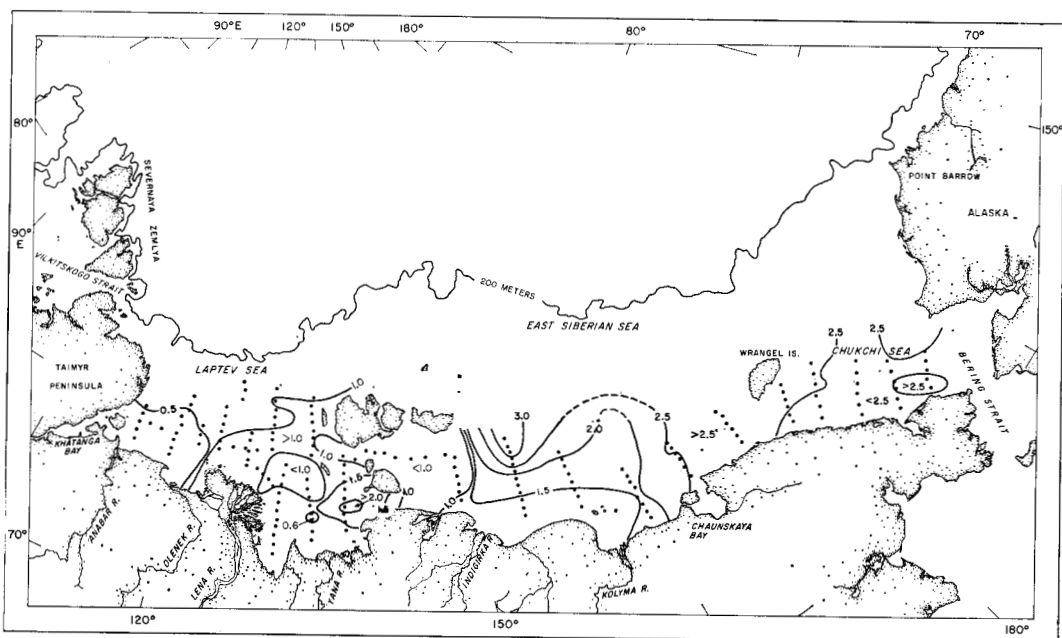 90°E 120° 150° 180° 80° 70°
80°
150°
SEVERNAYA ZEMLYA
POINT BARROW
ALASKA
90°
E
VILKITSKOGO STRAIT
200 METERS
EAST SIBERIAN SEA
2.5 2.5
CHUKCHI SEA
BERING STRAIT
WRANGEL IS.
TAIMYR
PENINSULA
LAPTEV SEA
>2.5
<2.5
0.5
1.0
3.0
2.5
2.0
>2.5
KHATANGA
BAY
>1.0
1.0
<1.0
<1.0
1.5
>2.0
1.0
1.5
0.6
CHAUNSKAYA
BAY
ANABAR R.
OLENEK R.
LENA R.
INDIGIRKA R.
KOLYMA R.
70°
120° 150° 180°